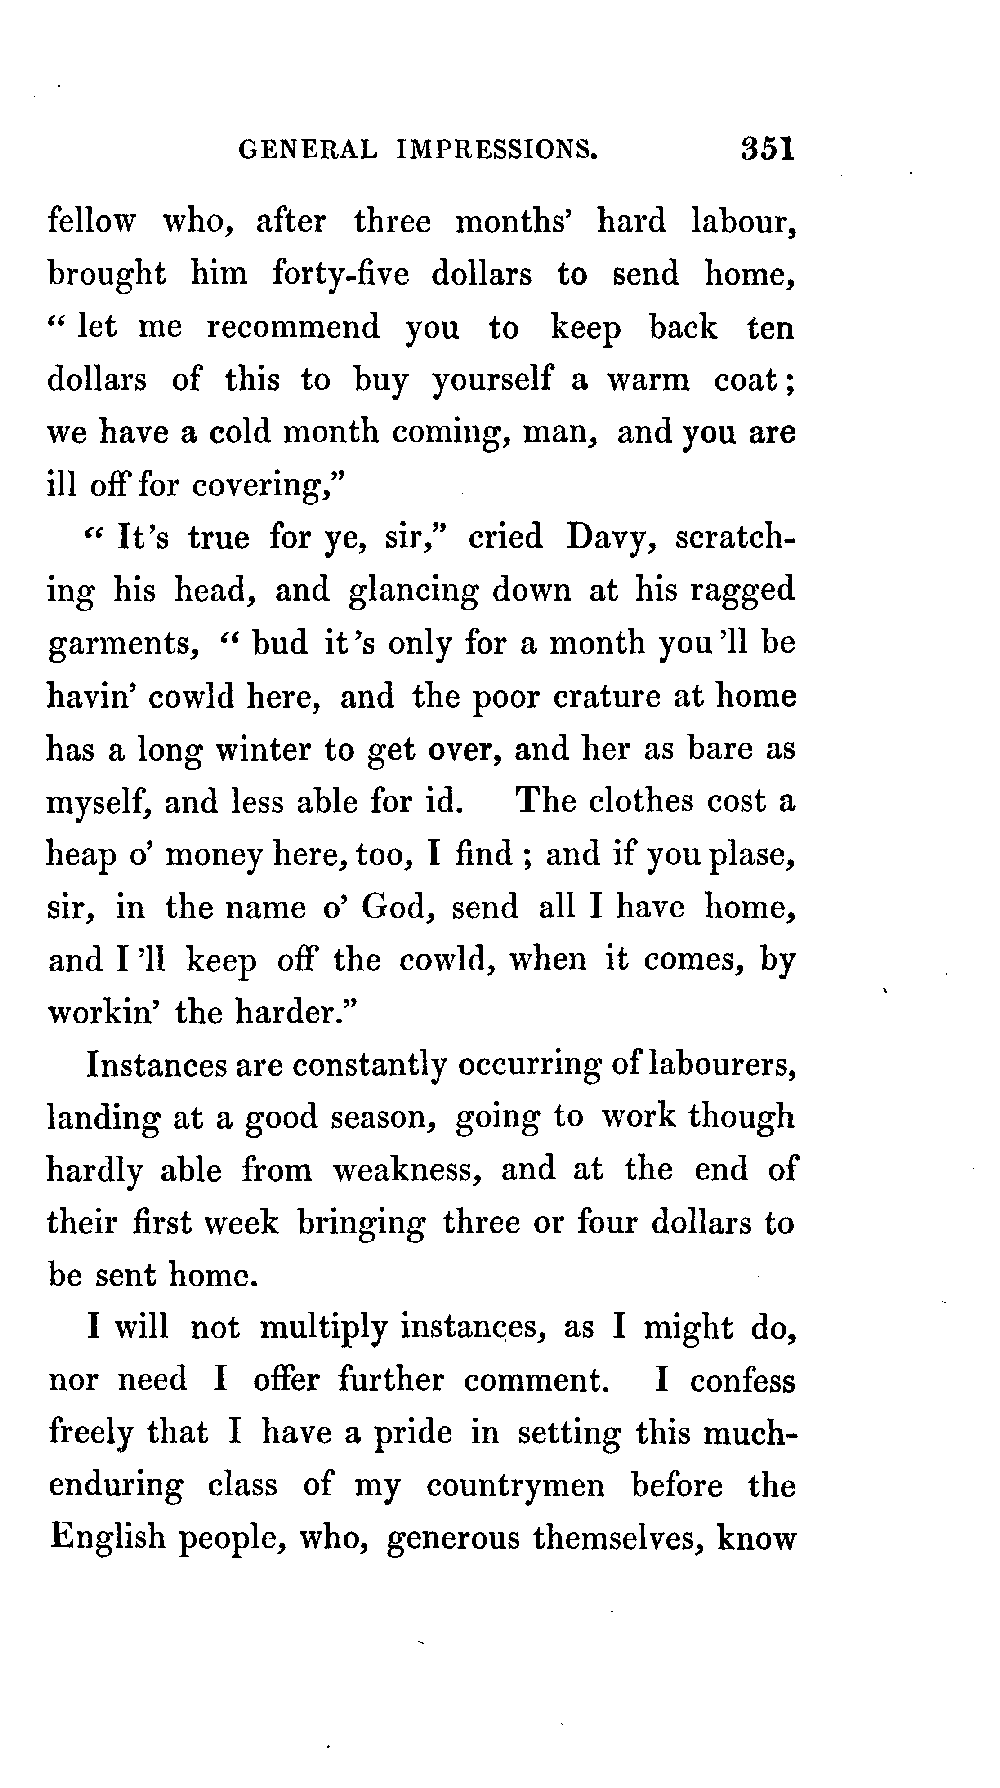 GENERAL IMPRESSIONS. 351
fellow who, after three months' hard labour,
brought him forty-five dollars to send home,
“ let me recommend you to keep back ten
dollars of this to buy yourself a warm coat ;
we have a cold month coming, man, and you are
ill off for covering,”
“ It's true for ye, sir,” cried Davy, scratch-
ing his head, and glancing down at his ragged
garments, “ bud it 's only for a month you 'll be
havin' cowld here, and the poor crature at home
has a long winter to get over, and her as bare as
myself, and less able for id. The clothes cost a
heap o' money here, too, I find ; and if you plase,
sir, in the name o' God, send all I have home,
and I 'll keep off the cowld, when it comes, by
workin' the harder.”
Instances are constantly occurring of labourers,
landing at a good season, going to work though
hardly able from weakness, and at the end of
their first week bringing three or four dollars to
be sent home.
I will not multiply instances, as I might do,
nor need I offer further comment. I confess
freely that I have a pride in setting this much-
enduring class of my countrymen before the
English people, who, generous themselves, know